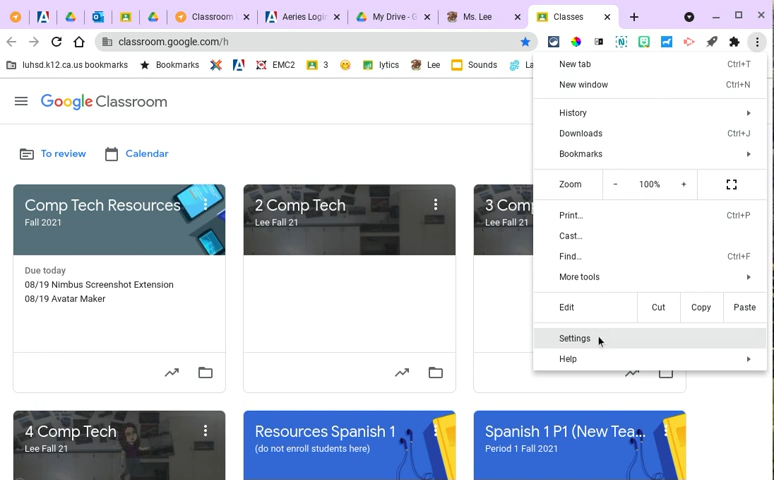 Classroom
Aeries Login
My Drive - G
Ms. Lee
Classes
classroom.google.com/h
luhsd.k12.ca.us bookmarks
Bookmarks
EMC2
3
lytics
Lee
Sounds
La
New tab Ctrl+T
New window Ctrl+N
History
Downloads Ctrl+J
Bookmarks
Zoom - 100% +
Print... Ctrl+P
Cast...
Find... Ctrl+F
More tools
Edit Cut Copy Paste
Settings
Help
Google Classroom
To review
Calendar
Comp Tech Resources
Fall 2021
Due today
08/19 Nimbus Screenshot Extension
08/19 Avatar Maker
2 Comp Tech
Lee Fall 21
3 Com
Lee Fall
4 Comp Tech
Lee Fall 21
Resources Spanish 1
(do not enroll students here)
Spanish 1 P1 (New Tea...
Period 1 Fall 2021